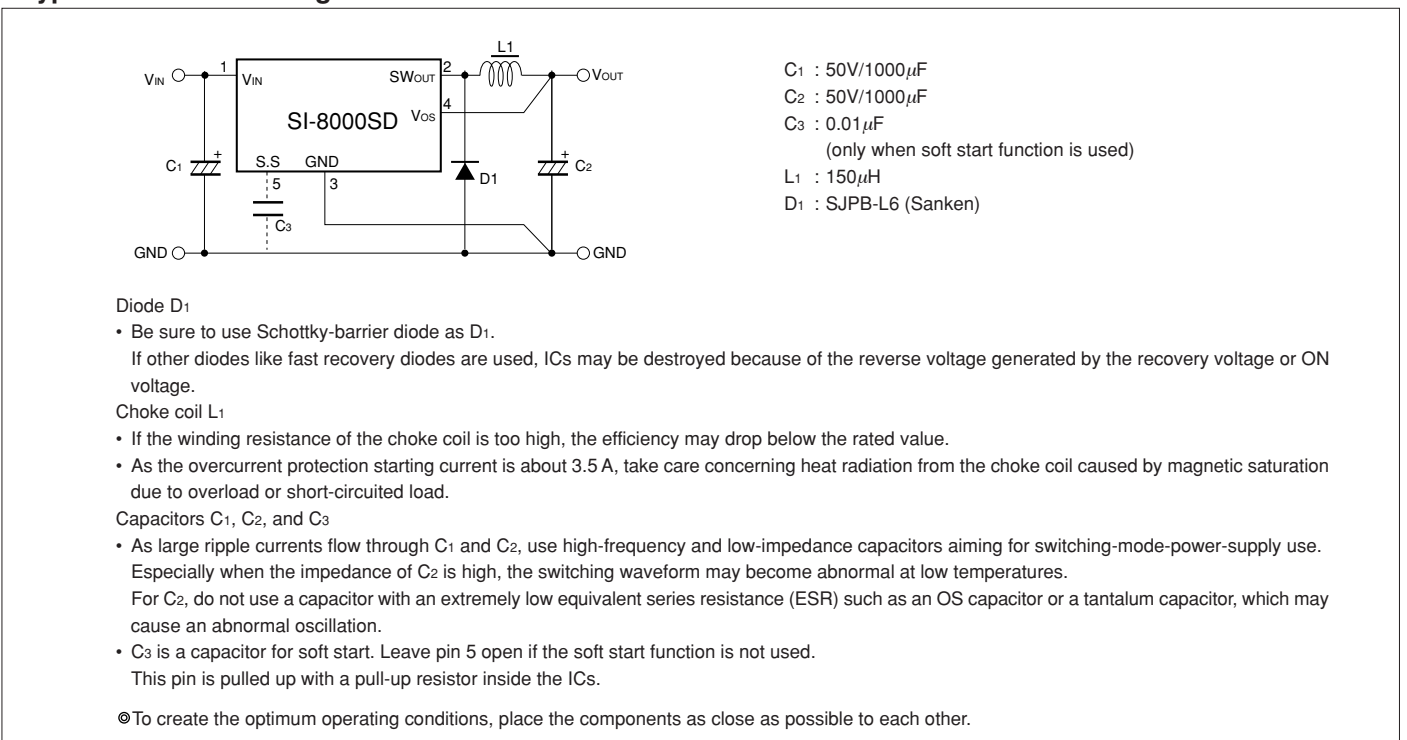 1 L1
VIN VIN SWOUT 2 VOUT
4
SI-8000SD VOS
C1 + S.S GND D1 + C2
5 3
C3
GND GND
C1 : 50V/1000μF
C2 : 50V/1000μF
C3 : 0.01μF
(only when soft start function is used)
L1 : 150μH
D1 : SJPB-L6 (Sanken)
Diode D1
• Be sure to use Schottky-barrier diode as D1.
If other diodes like fast recovery diodes are used, ICs may be destroyed because of the reverse voltage generated by the recovery voltage or ON
voltage.
Choke coil L1
• If the winding resistance of the choke coil is too high, the efficiency may drop below the rated value.
• As the overcurrent protection starting current is about 3.5 A, take care concerning heat radiation from the choke coil caused by magnetic saturation
due to overload or short-circuited load.
Capacitors C1, C2, and C3
• As large ripple currents flow through C1 and C2, use high-frequency and low-impedance capacitors aiming for switching-mode-power-supply use.
Especially when the impedance of C2 is high, the switching waveform may become abnormal at low temperatures.
For C2, do not use a capacitor with an extremely low equivalent series resistance (ESR) such as an OS capacitor or a tantalum capacitor, which may
cause an abnormal oscillation.
• C3 is a capacitor for soft start. Leave pin 5 open if the soft start function is not used.
This pin is pulled up with a pull-up resistor inside the ICs.
◎To create the optimum operating conditions, place the components as close as possible to each other.